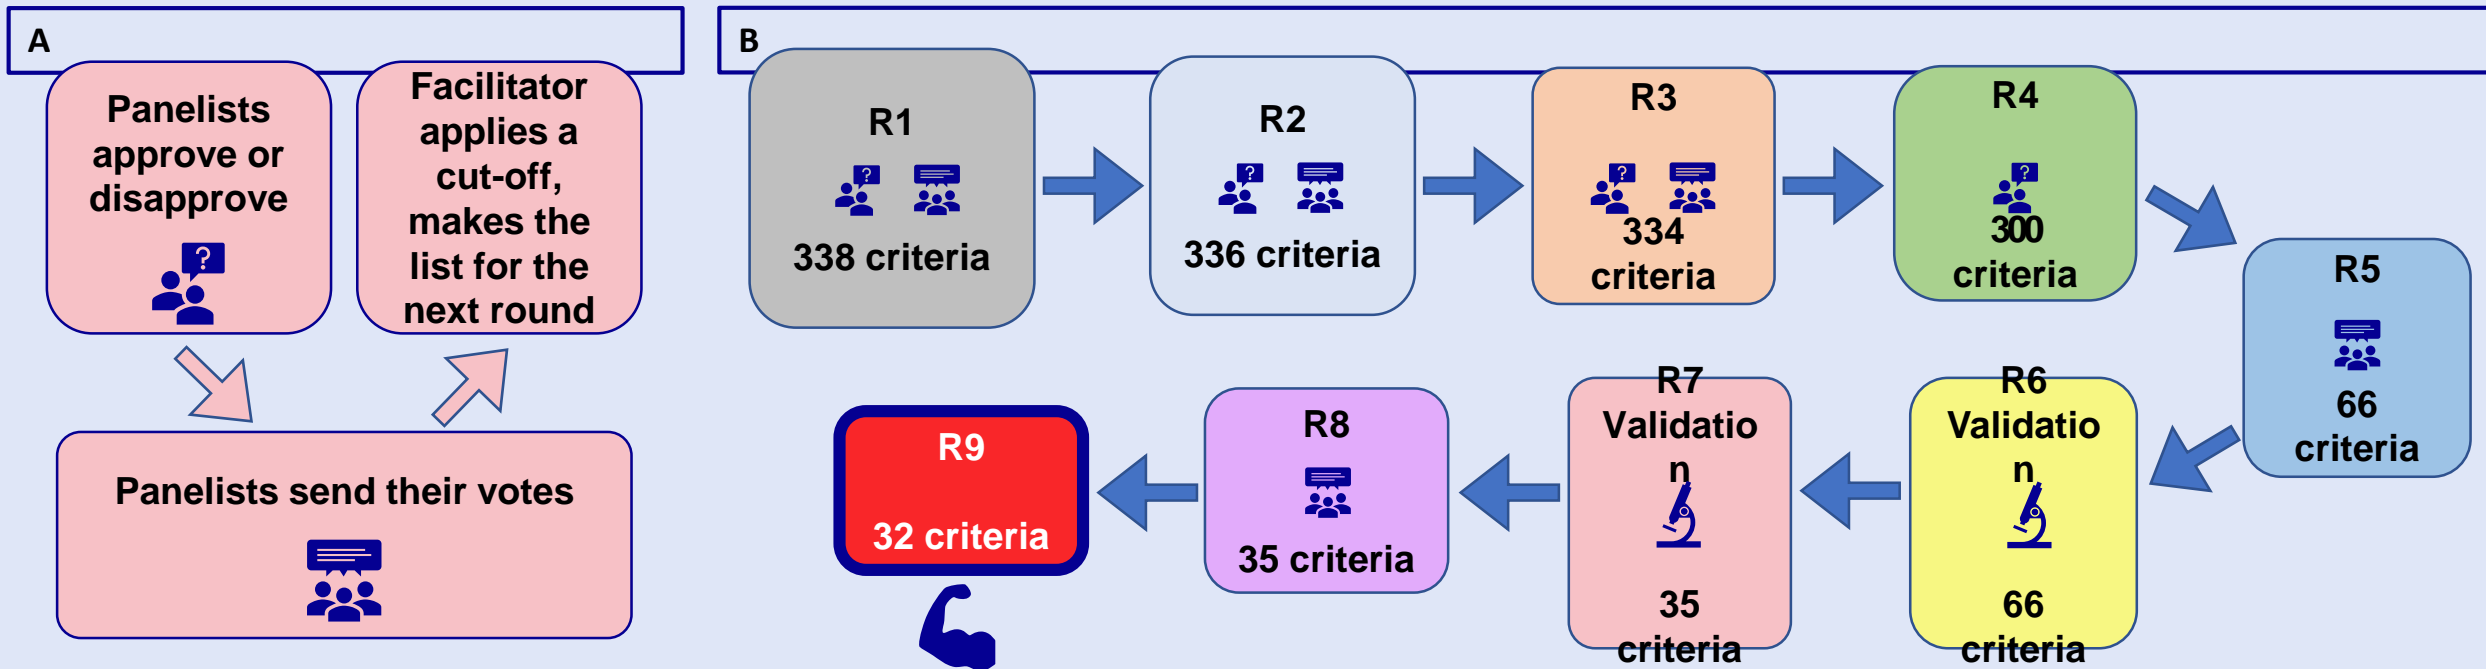 A
Panelists
approve or
disapprove
?
Facilitator
applies a
cut-off,
makes the
list for the
next round
Panelists send their votes
B
R1
?
338 criteria
R2
?
336 criteria
R3
?
334
criteria
R4
?
300
criteria
R5
66
criteria
R6
Validatio
n
66
criteria
R7
Validatio
n
35
criteria
R8
35 criteria
R9
32 criteria